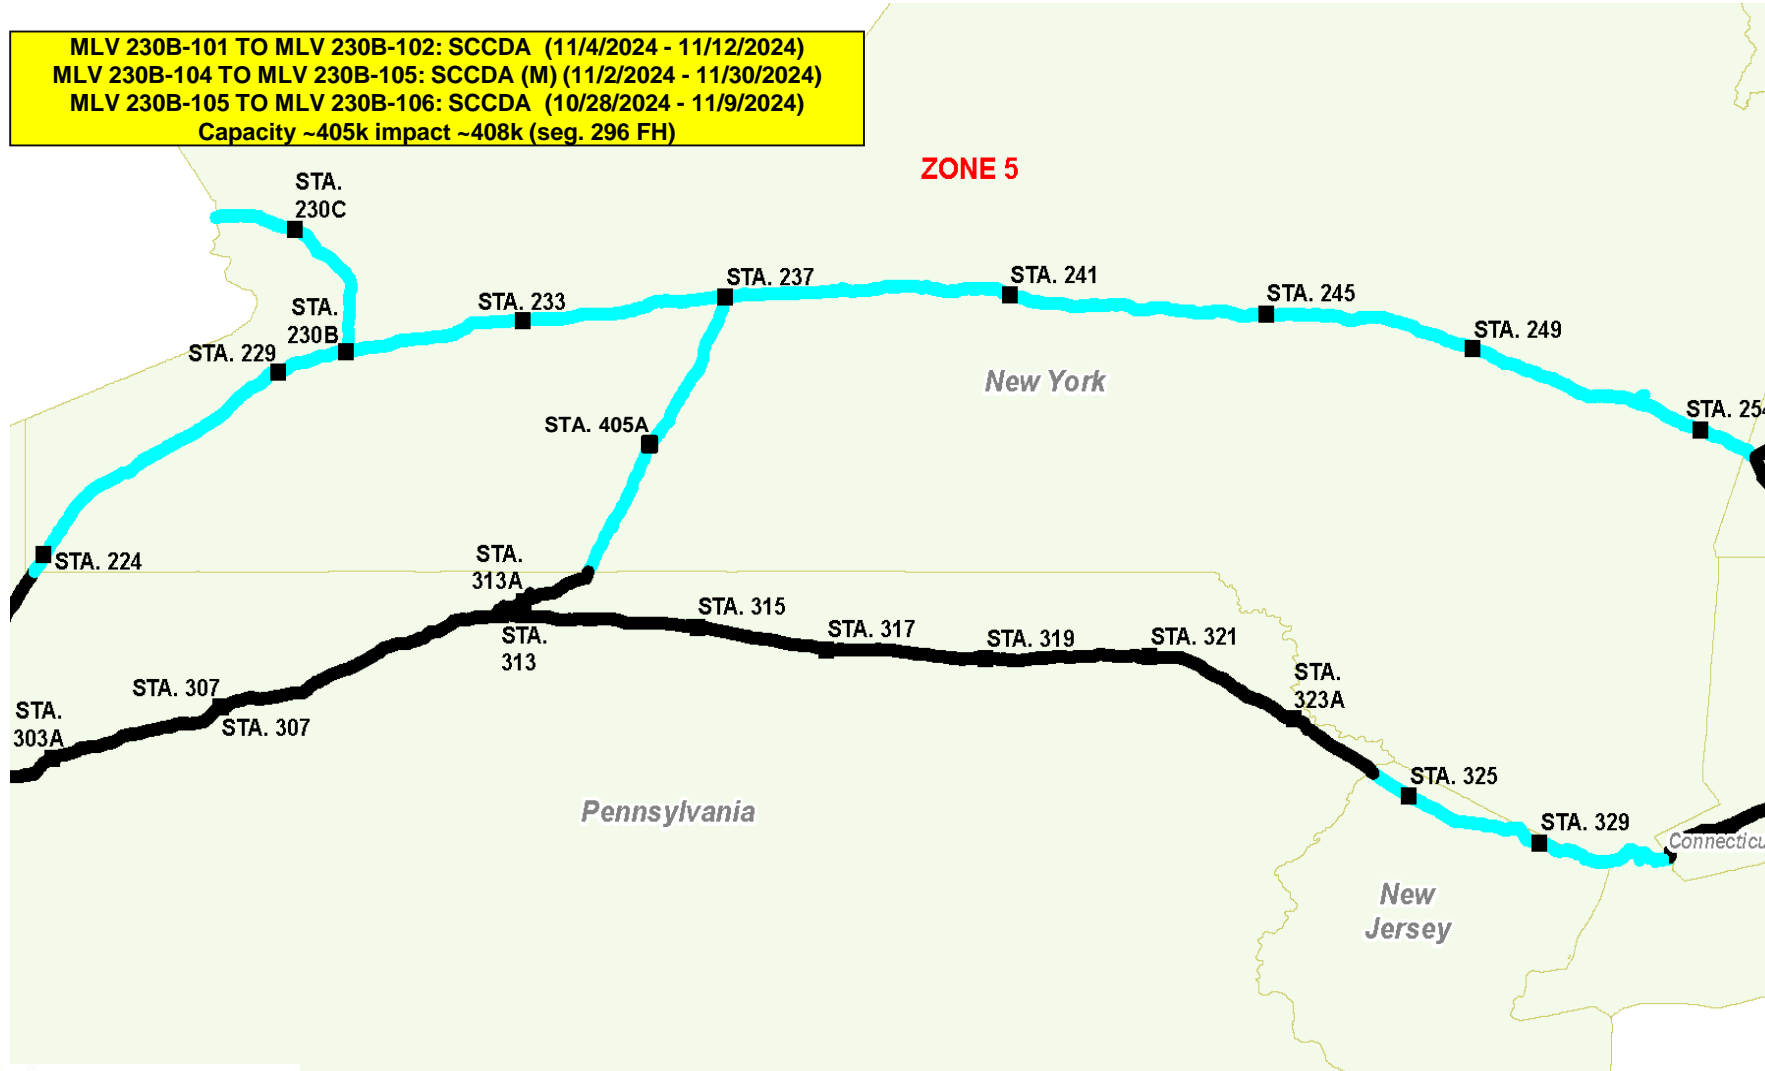 MLV 230B-101 TO MLV 230B-102: SCCDA (11/4/2024 - 11/12/2024)
MLV 230B-104 TO MLV 230B-105: SCCDA (M) (11/2/2024 - 11/30/2024)
MLV 230B-105 TO MLV 230B-106: SCCDA (10/28/2024 - 11/9/2024)
Capacity ~405k impact ~408k (seg. 296 FH)
ZONE 5
STA.
230C
STA. 237
STA. 241
STA. 245
STA. 233
STA.
230B
STA. 249
STA. 229
New York
STA. 405A
STA. 254
STA. 224
STA.
313A
STA. 315
STA. 317
STA. 319
STA. 321
STA.
313
STA.
323A
STA. 307
STA. 307
STA.
303A
STA. 325
Pennsylvania
STA. 329
Connecticu
New
Jersey